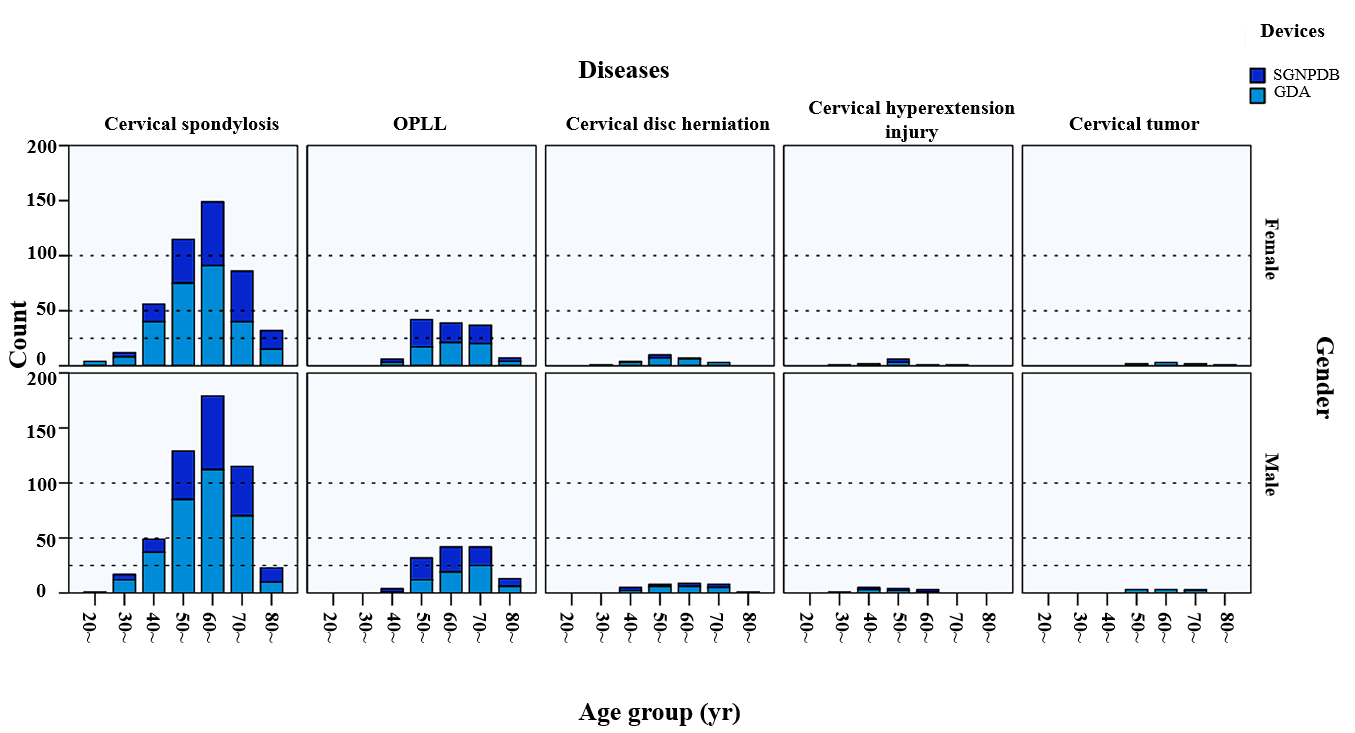 Devices
SGNPDB
GDA
Diseases
Cervical spondylosis
OPLL
Cervical disc herniation
Cervical hyperextension
injury
Cervical tumor
200
150
100
50
0
Female
200
150
100
50
0
Male
Count
Gender
20~ 30~ 40~ 50~ 60~ 70~ 80~
20~ 30~ 40~ 50~ 60~ 70~ 80~
20~ 30~ 40~ 50~ 60~ 70~ 80~
20~ 30~ 40~ 50~ 60~ 70~ 80~
20~ 30~ 40~ 50~ 60~ 70~ 80~
Age group (yr)